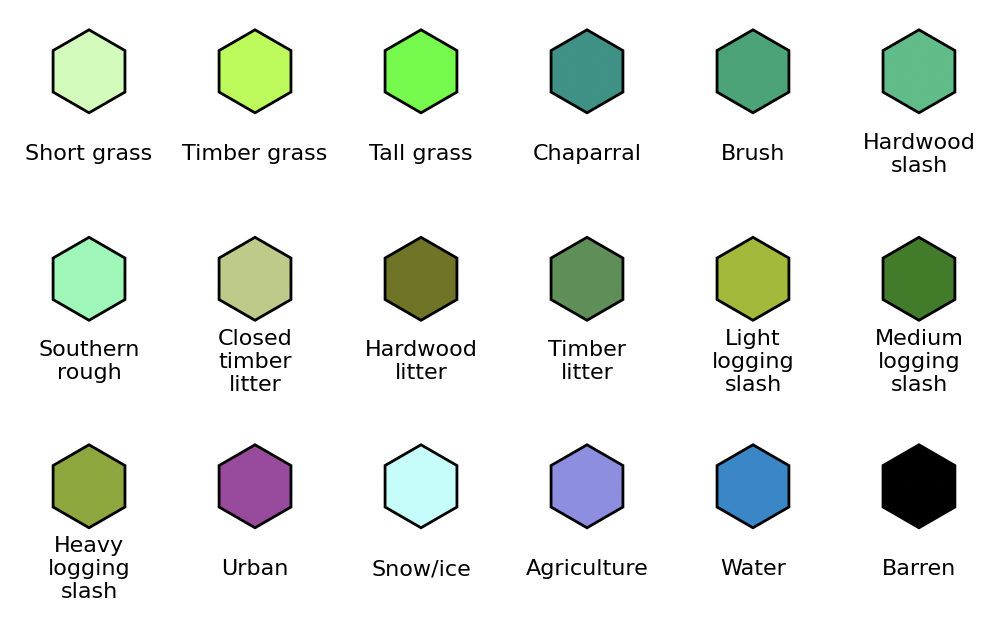 Short grass
Timber grass
Tall grass
Chaparral
Brush
Hardwood
slash
Southern
rough
Closed
timber
litter
Hardwood
litter
Timber
litter
Light
logging
slash
Medium
logging
slash
Heavy
logging
slash
Urban
Snow/ice
Agriculture
Water
Barren